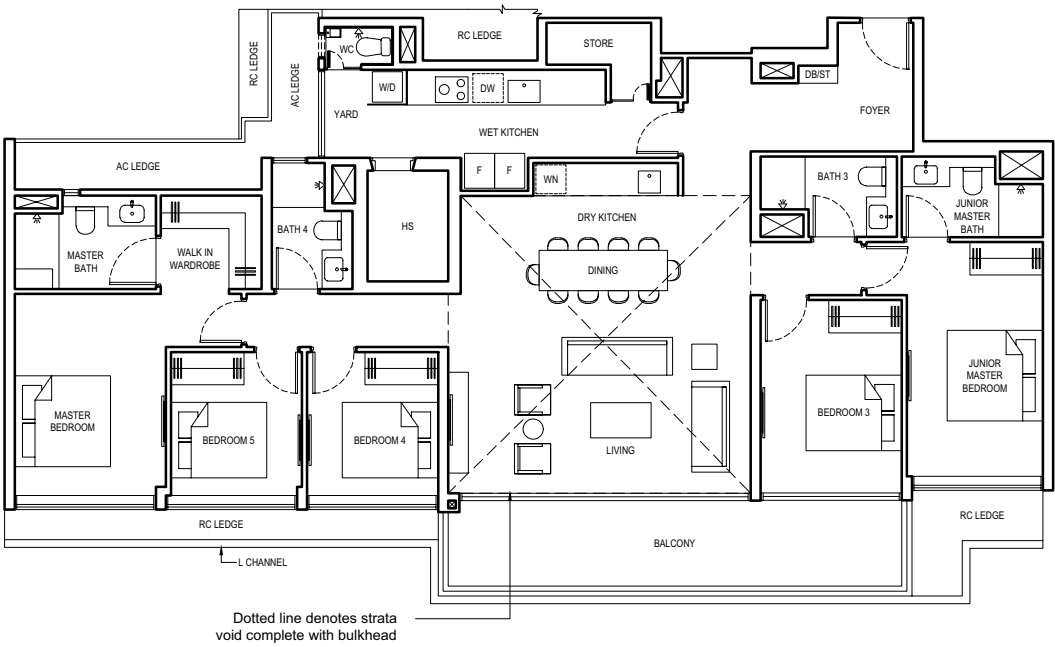 RC LEDGE
STORE
WC
RC LEDGE
AC LEDGE
DB/ST
W/D
DW
FOYER
YARD
WET KITCHEN
AC LEDGE
F
F
WN
BATH 3
JUNIOR
MASTER
BATH
DRY KITCHEN
HS
BATH 4
WALK IN
WARDROBE
MASTER
BATH
DINING
MASTER
BEDROOM
BEDROOM 5
BEDROOM 4
LIVING
BEDROOM 3
JUNIOR
MASTER
BEDROOM
RC LEDGE
RC LEDGE
BALCONY
L CHANNEL
Dotted line denotes strata
void complete with bulkhead